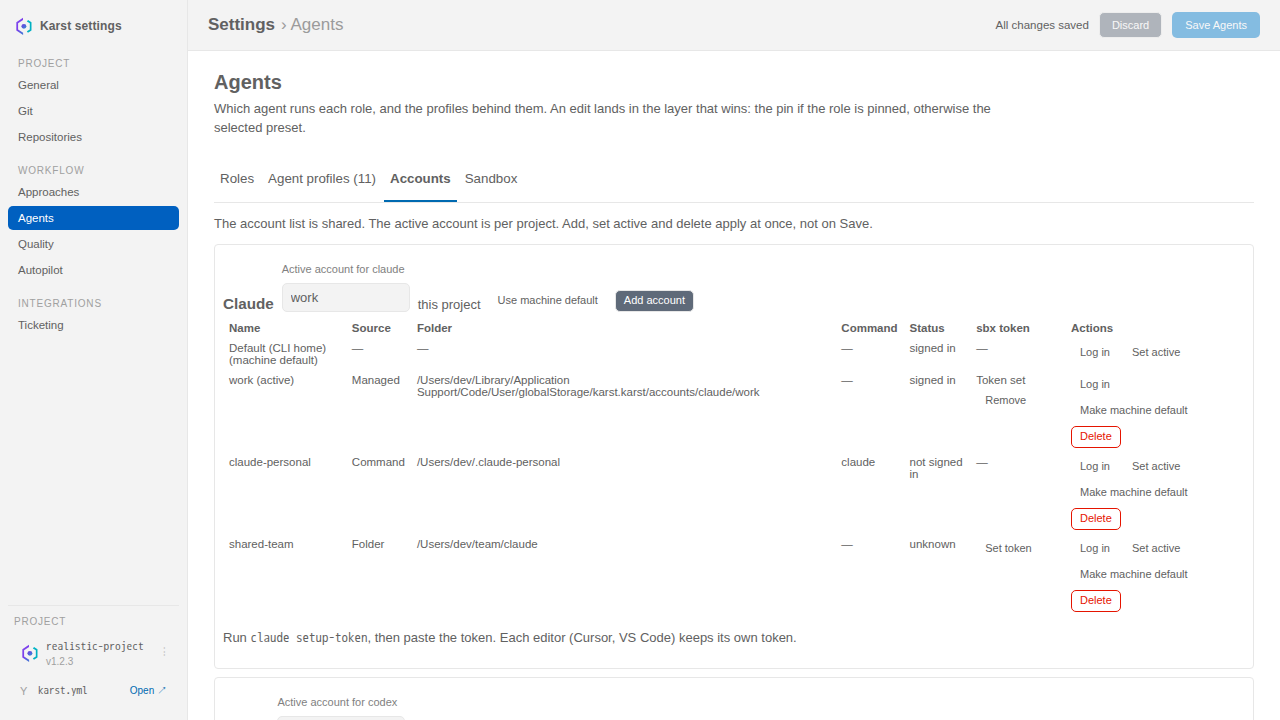 Karst settings
PROJECT
General
Git
Repositories
WORKFLOW
Approaches
Agents
Quality
Autopilot
INTEGRATIONS
Ticketing
PROJECT
realistic-project
v1.2.3
Y karst.yml Open ↗
Settings › Agents
All changes saved
Discard
Save Agents
Agents
Which agent runs each role, and the profiles behind them. An edit lands in the layer that wins: the pin if the role is pinned, otherwise the
selected preset.
Roles Agent profiles (11) Accounts Sandbox
The account list is shared. The active account is per project. Add, set active and delete apply at once, not on Save.
Active account for claude
Claude work this project Use machine default Add account
Name Source Folder Command Status sbx token Actions
Default (CLI home) — — — signed in — Log in Set active
(machine default)
work (active) Managed /Users/dev/Library/Application — signed in Token set Log in
Support/Code/User/globalStorage/karst.karst/accounts/claude/work
Remove
Make machine default
Delete
claude-personal Command /Users/dev/.claude-personal claude not signed — Log in Set active
in
Make machine default
Delete
shared-team Folder /Users/dev/team/claude — unknown Set token Log in Set active
Make machine default
Delete
Run claude setup-token, then paste the token. Each editor (Cursor, VS Code) keeps its own token.
Active account for codex